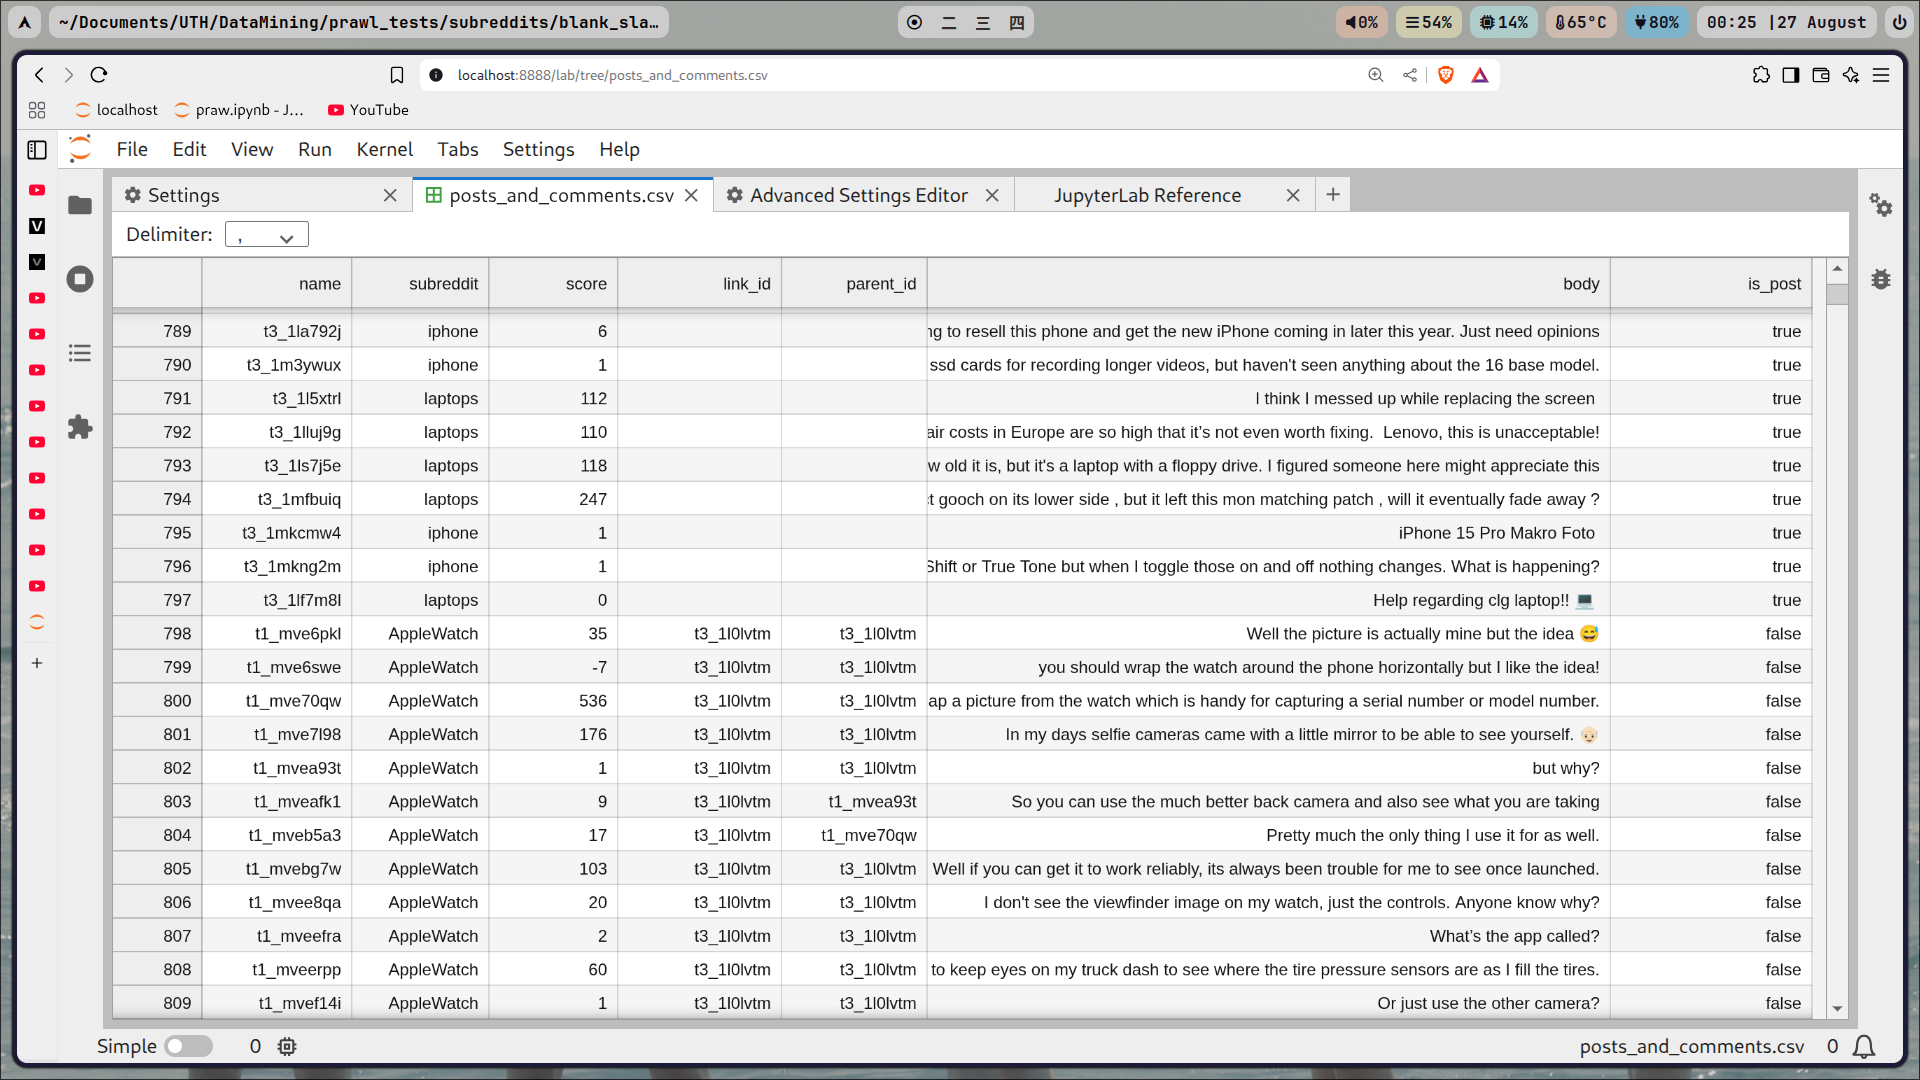 ~/Documents/UTH/DataMining/prawl_tests/subreddits/blank_sla…
二 三 四
0% 54% 14% 65°C 80% 00:25 |27 August
localhost:8888/lab/tree/posts_and_comments.csv
localhost praw.ipynb - J… YouTube
File Edit View Run Kernel Tabs Settings Help
Settings posts_and_comments.csv Advanced Settings Editor JupyterLab Reference
Delimiter: ,
name subreddit score link_id parent_id body is_post
789 t3_1la792j iphone 6 ng to resell this phone and get the new iPhone coming in later this year. Just need opinions true
790 t3_1m3ywux iphone 1 ssd cards for recording longer videos, but haven't seen anything about the 16 base model. true
791 t3_1l5xtrl laptops 112 I think I messed up while replacing the screen true
792 t3_1lluj9g laptops 110 air costs in Europe are so high that it’s not even worth fixing.  Lenovo, this is unacceptable! true
793 t3_1ls7j5e laptops 118 w old it is, but it's a laptop with a floppy drive. I figured someone here might appreciate this true
794 t3_1mfbuiq laptops 247 ct gooch on its lower side , but it left this mon matching patch , will it eventually fade away ? true
795 t3_1mkcmw4 iphone 1 iPhone 15 Pro Makro Foto true
796 t3_1mkng2m iphone 1 Shift or True Tone but when I toggle those on and off nothing changes. What is happening? true
797 t3_1lf7m8l laptops 0 Help regarding clg laptop!! 💻 true
798 t1_mve6pkl AppleWatch 35 t3_1l0lvtm t3_1l0lvtm Well the picture is actually mine but the idea 😅 false
799 t1_mve6swe AppleWatch -7 t3_1l0lvtm t3_1l0lvtm you should wrap the watch around the phone horizontally but I like the idea! false
800 t1_mve70qw AppleWatch 536 t3_1l0lvtm t3_1l0lvtm ap a picture from the watch which is handy for capturing a serial number or model number. false
801 t1_mve7l98 AppleWatch 176 t3_1l0lvtm t3_1l0lvtm In my days selfie cameras came with a little mirror to be able to see yourself. 👴🏻 false
802 t1_mvea93t AppleWatch 1 t3_1l0lvtm t3_1l0lvtm but why? false
803 t1_mveafk1 AppleWatch 9 t3_1l0lvtm t1_mvea93t So you can use the much better back camera and also see what you are taking false
804 t1_mveb5a3 AppleWatch 17 t3_1l0lvtm t1_mve70qw Pretty much the only thing I use it for as well. false
805 t1_mvebg7w AppleWatch 103 t3_1l0lvtm t3_1l0lvtm Well if you can get it to work reliably, its always been trouble for me to see once launched. false
806 t1_mvee8qa AppleWatch 20 t3_1l0lvtm t3_1l0lvtm I don't see the viewfinder image on my watch, just the controls. Anyone know why? false
807 t1_mveefra AppleWatch 2 t3_1l0lvtm t3_1l0lvtm What’s the app called? false
808 t1_mveerpp AppleWatch 60 t3_1l0lvtm t3_1l0lvtm to keep eyes on my truck dash to see where the tire pressure sensors are as I fill the tires. false
809 t1_mvef14i AppleWatch 1 t3_1l0lvtm t3_1l0lvtm Or just use the other camera? false
Simple 0 posts_and_comments.csv 0